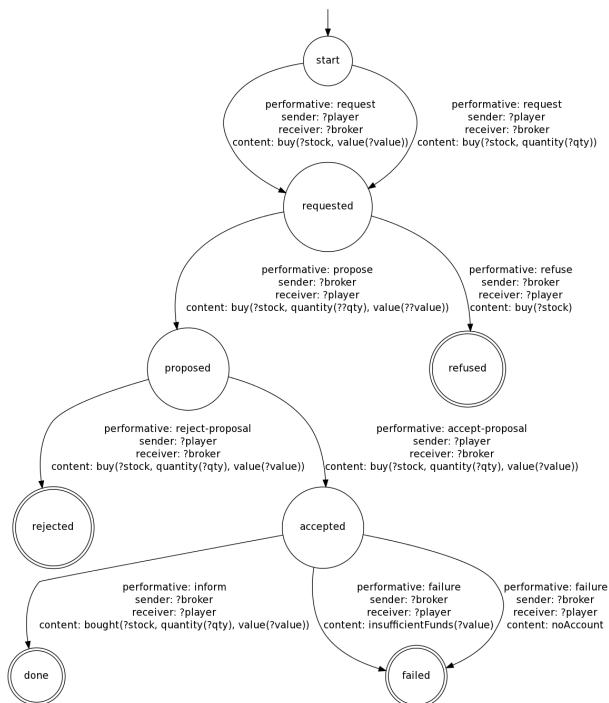 start
performative: request
sender: ?player
receiver: ?broker
content: buy(?stock, value(?value))
performative: request
sender: ?player
receiver: ?broker
content: buy(?stock, quantity(?qty))
requested
performative: propose
sender: ?broker
receiver: ?player
content: buy(?stock, quantity(??qty), value(??value))
performative: refuse
sender: ?broker
receiver: ?player
content: buy(?stock)
proposed
refused
performative: reject-proposal
sender: ?player
receiver: ?broker
content: buy(?stock, quantity(?qty), value(?value))
performative: accept-proposal
sender: ?player
receiver: ?broker
content: buy(?stock, quantity(?qty), value(?value))
rejected
accepted
performative: inform
sender: ?broker
receiver: ?player
content: bought(?stock, quantity(?qty), value(?value))
performative: failure
sender: ?broker
receiver: ?player
content: insufficientFunds(?value)
performative: failure
sender: ?broker
receiver: ?player
content: noAccount
done
failed